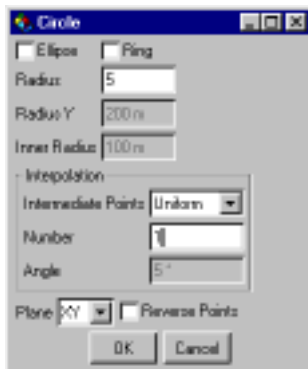 Circle
Ellipse Ring
Radius 5
Radius Y 200 m
Inner Radius 100 m
Interpolation
Intermediate Points Uniform
Number 1
Angle 5 °
Plane XY Reverse Points
OK Cancel